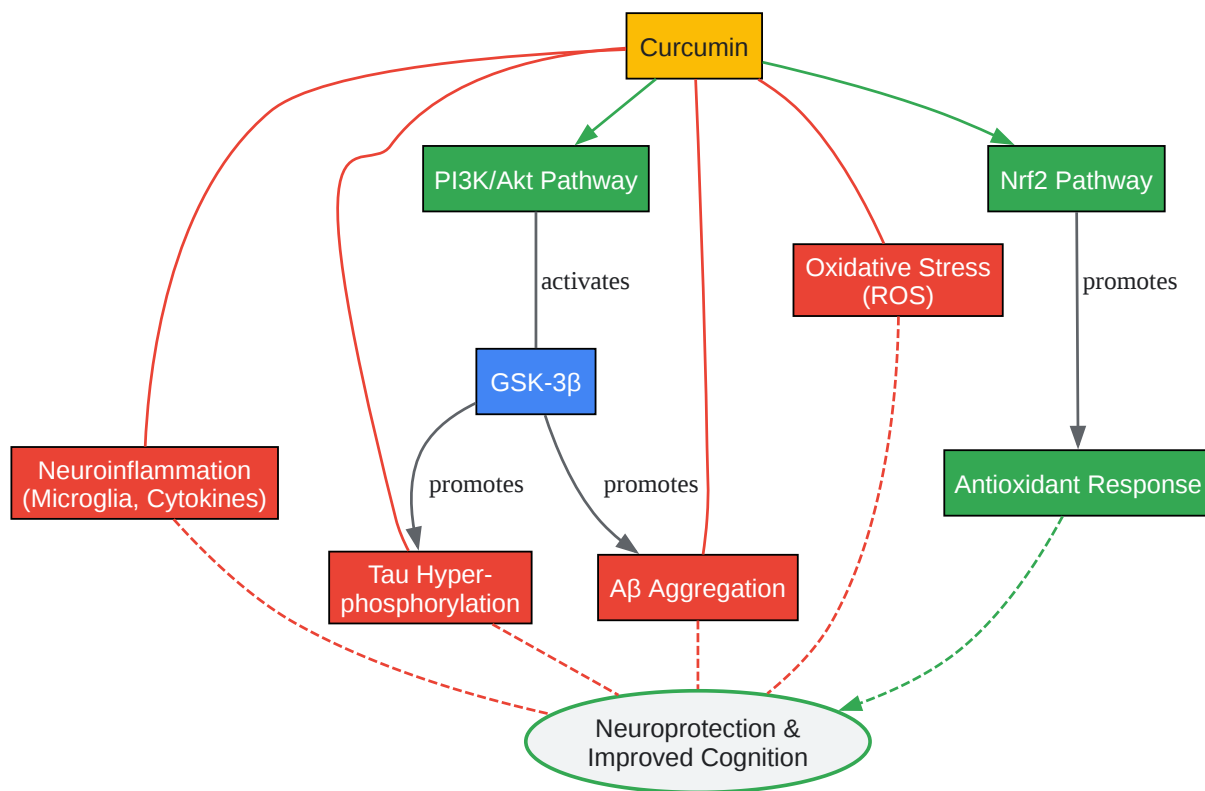 Curcumin
PI3K/Akt Pathway
Nrf2 Pathway
Oxidative Stress
(ROS)
activates
promotes
GSK-3β
Neuroinflammation
(Microglia, Cytokines)
promotes
promotes
Antioxidant Response
Tau Hyper-
phosphorylation
Aβ Aggregation
Neuroprotection &
Improved Cognition